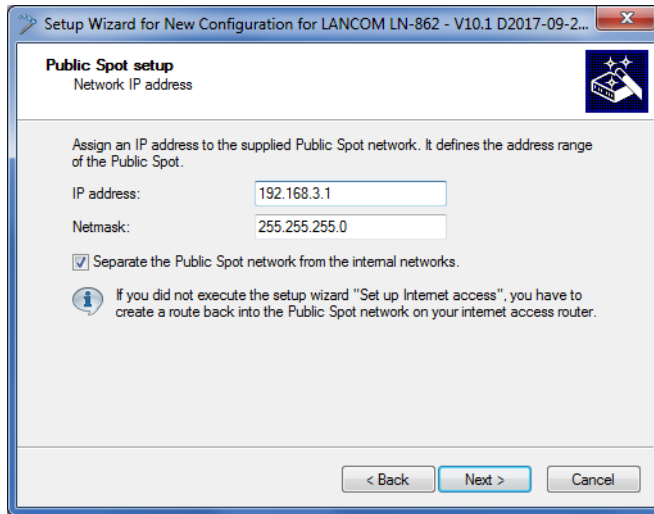 Setup Wizard for New Configuration for LANCOM LN-862 - V10.1 D2017-09-2...
Public Spot setup
Network IP address
Assign an IP address to the supplied Public Spot network. It defines the address range
of the Public Spot.
IP address:
192.168.3.1
Netmask:
255.255.255.0
Separate the Public Spot network from the internal networks.
If you did not execute the setup wizard "Set up Internet access", you have to
create a route back into the Public Spot network on your internet access router.
< Back
Next >
Cancel